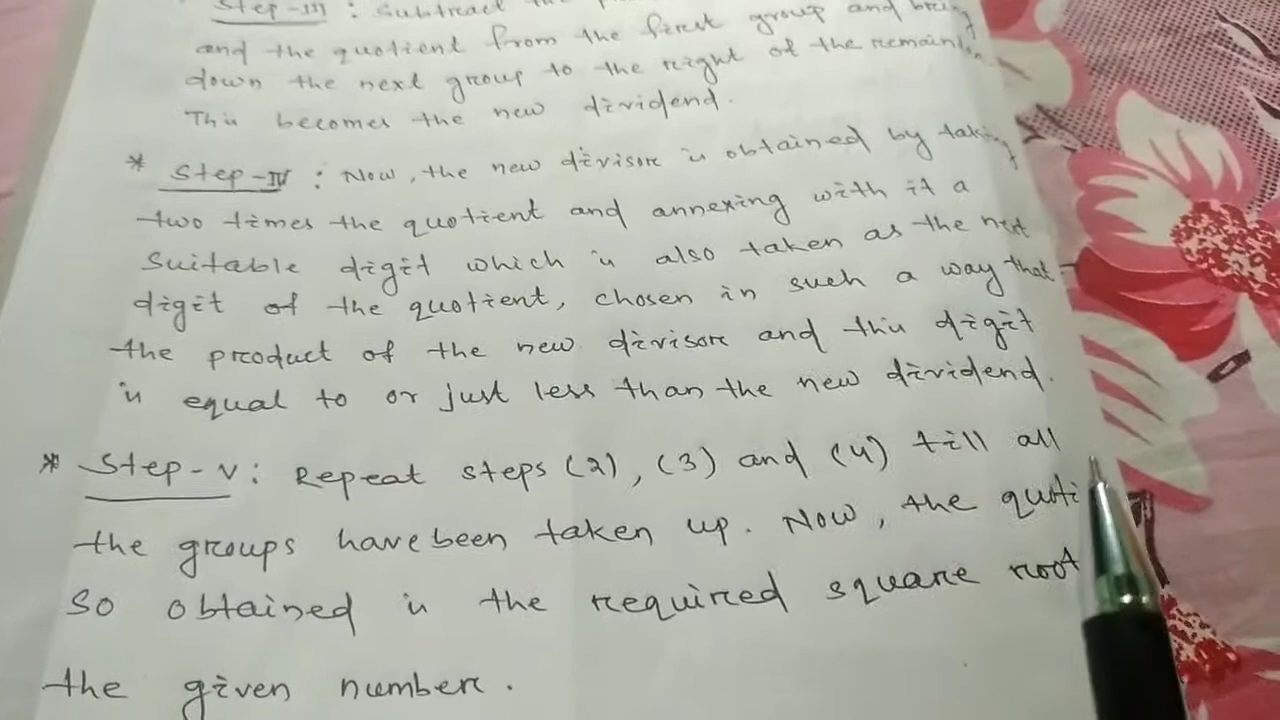 Step-III : Subtract the
and the quotient from the first group and bring
down the next group to the right of the remainder.
This becomes the new dividend.
* Step-IV : Now, the new divisor is obtained by taking
two times the quotient and annexing with it a
suitable digit which is also taken as the next
digit of the quotient, chosen in such a way that
the product of the new divisor and this digit
is equal to or just less than the new dividend.
* Step-V : Repeat steps (2), (3) and (4) till all
the groups have been taken up. Now, the quoti
so obtained is the required square root
the given number.